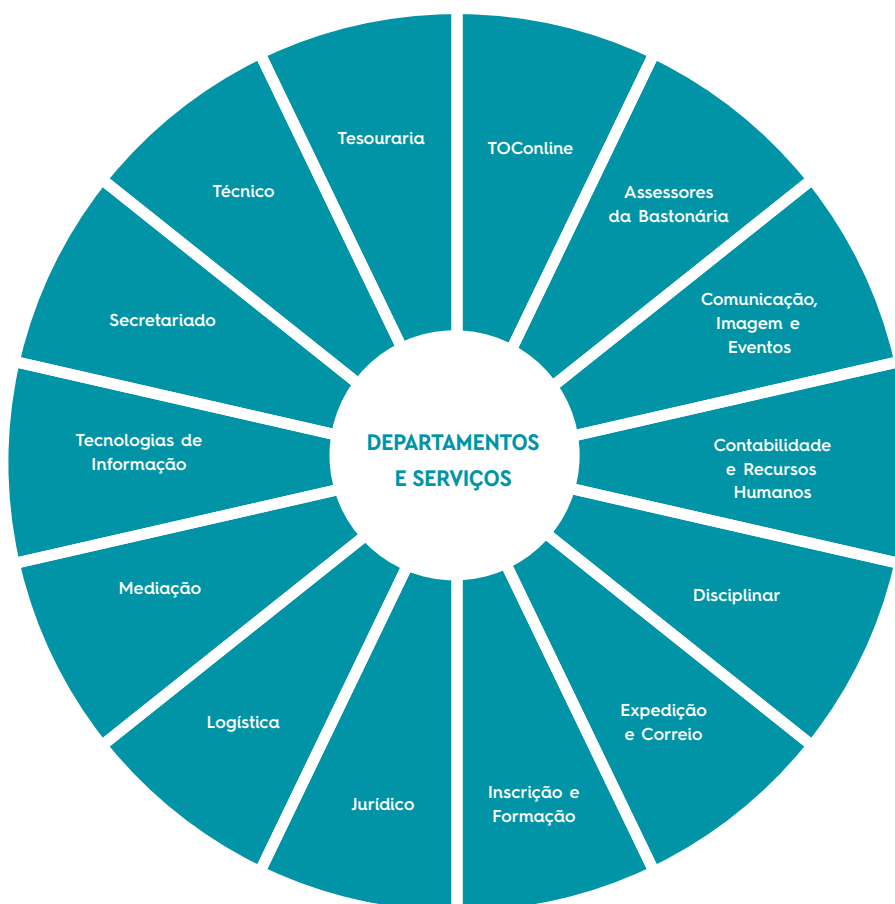 Tesouraria
TOConline
Assessores
da Bastonária
Técnico
Comunicação,
Imagem e
Eventos
Secretariado
Tecnologias de
Informação
DEPARTAMENTOS
E SERVIÇOS
Contabilidade
e Recursos
Humanos
Mediação
Disciplinar
Logística
Expedição
e Correio
Jurídico
Inscrição e
Formação